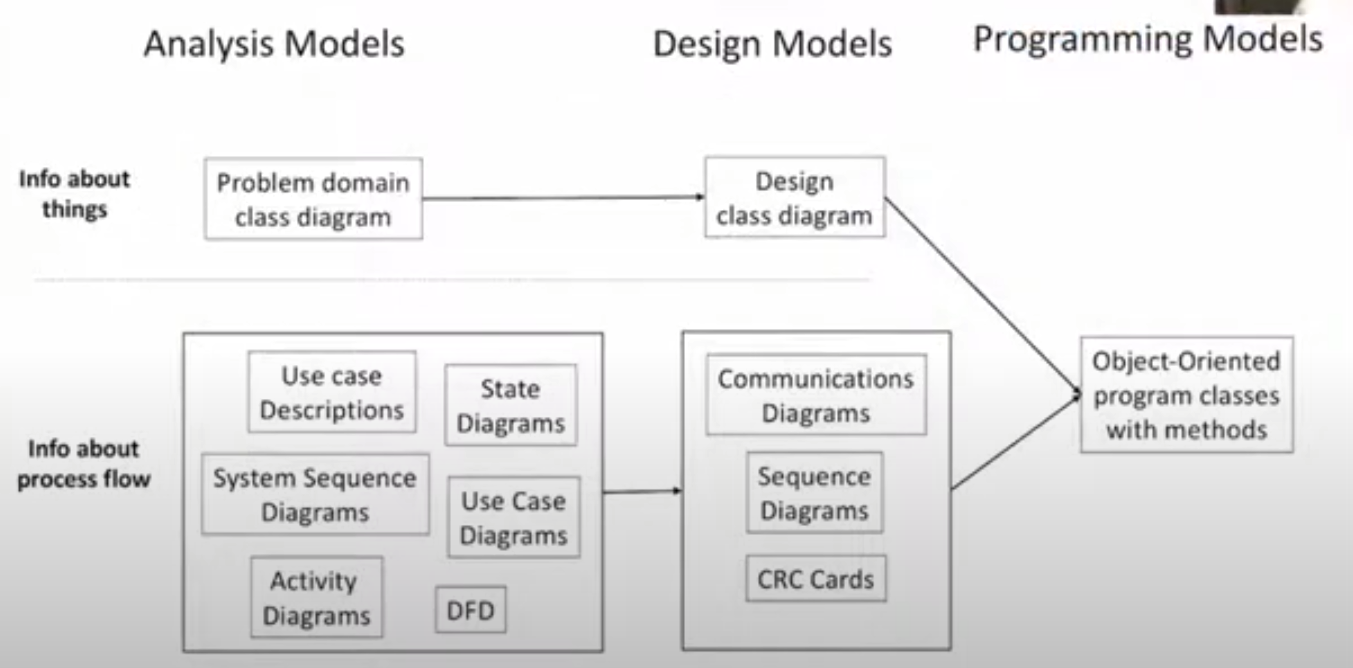 Analysis Models
Design Models
Programming Models
Info about
things
Problem domain
class diagram
Design
class diagram
Info about
process flow
Use case
Descriptions
State
Diagrams
System Sequence
Diagrams
Use Case
Diagrams
Activity
Diagrams
DFD
Communications
Diagrams
Sequence
Diagrams
CRC Cards
Object-Oriented
program classes
with methods